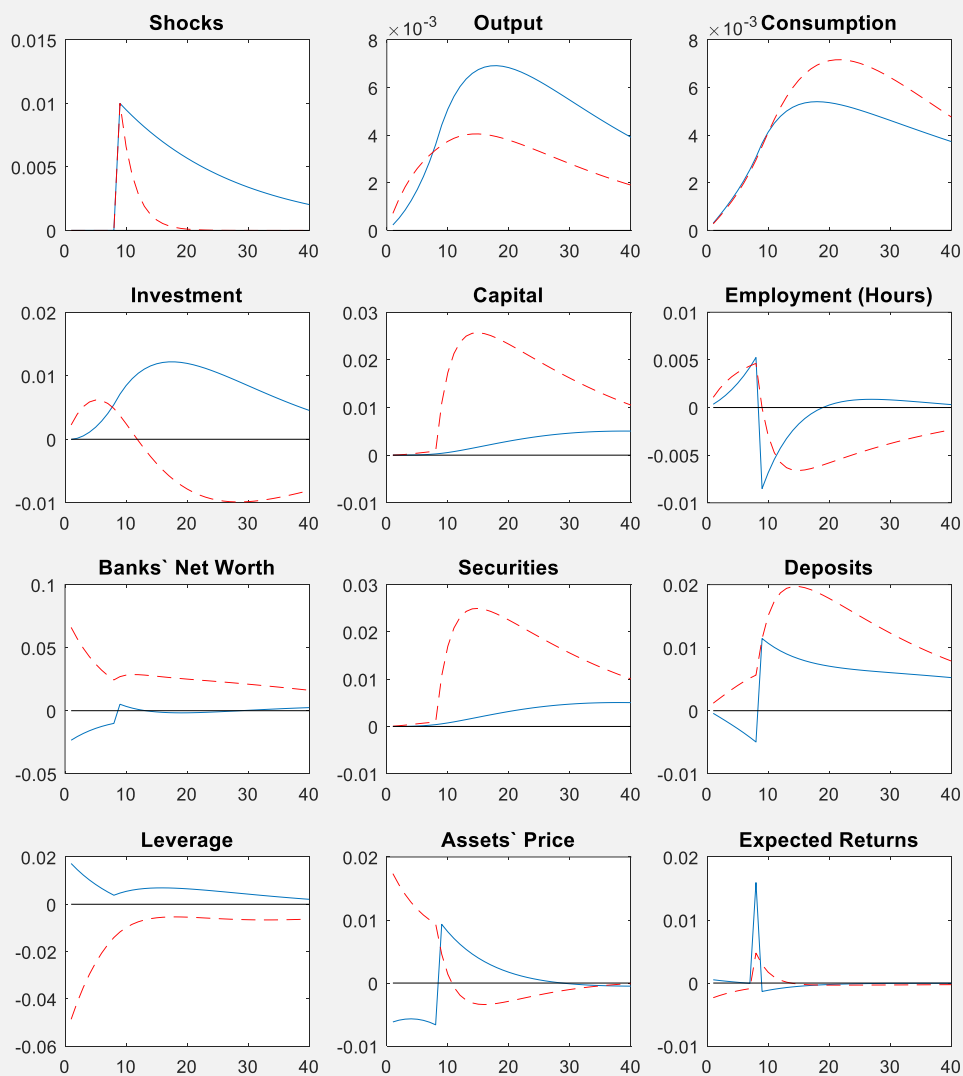 Shocks
0.015
0.01
0.005
0
0 10 20 30 40
Output
×10⁻³
8
6
4
2
0
0 10 20 30 40
Consumption
×10⁻³
8
6
4
2
0
0 10 20 30 40
Investment
0.02
0.01
0
-0.01
0 10 20 30 40
Capital
0.03
0.02
0.01
0
-0.01
0 10 20 30 40
Employment (Hours)
0.01
0.005
0
-0.005
-0.01
0 10 20 30 40
Banks` Net Worth
0.1
0.05
0
-0.05
0 10 20 30 40
Securities
0.03
0.02
0.01
0
-0.01
0 10 20 30 40
Deposits
0.02
0.01
0
-0.01
0 10 20 30 40
Leverage
0.02
0
-0.02
-0.04
-0.06
0 10 20 30 40
Assets` Price
0.02
0.01
0
-0.01
0 10 20 30 40
Expected Returns
0.02
0.01
0
-0.01
0 10 20 30 40